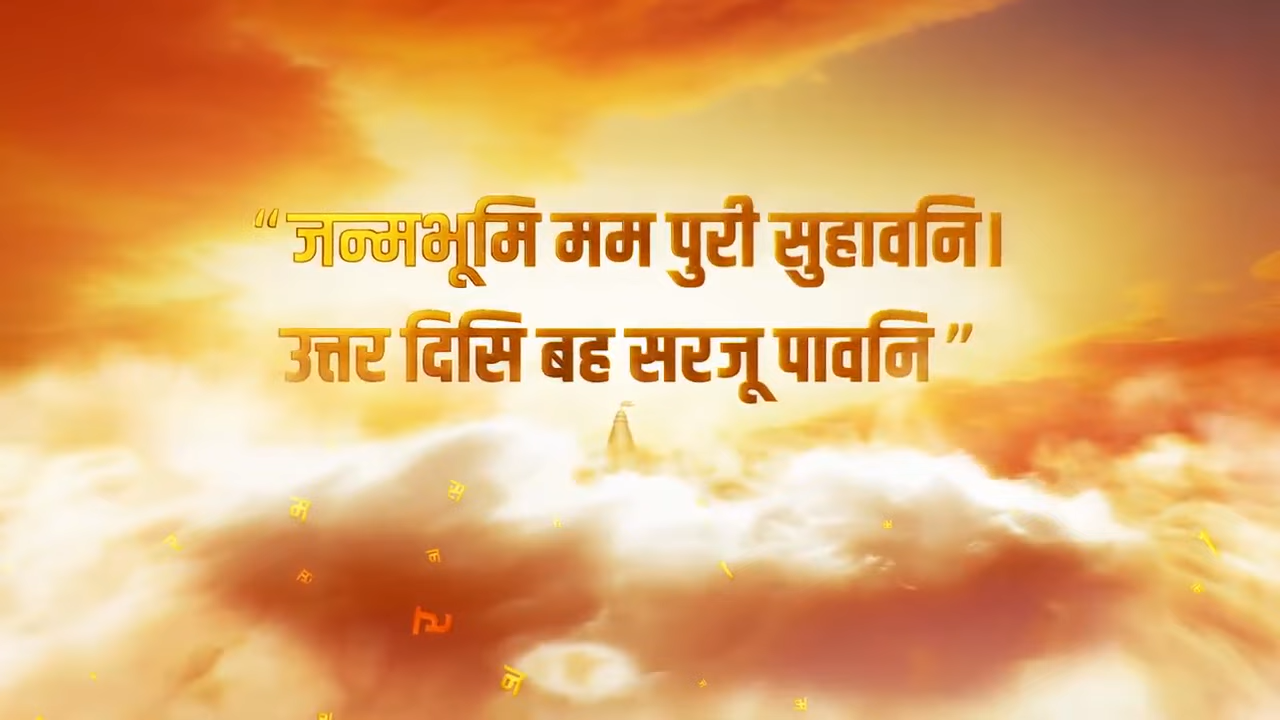 “जन्मभूमि मम पुरी सुहावनि।
उत्तर दिसि बह सरजू पावनि”